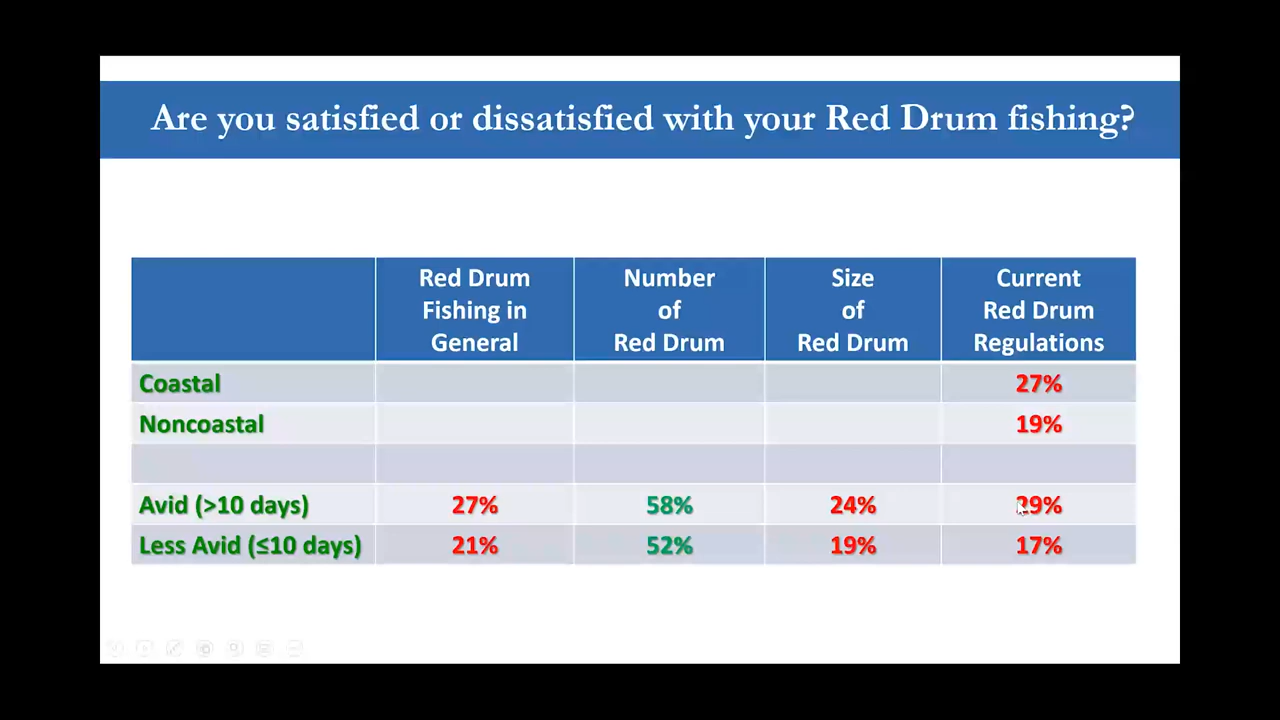 Are you satisfied or dissatisfied with your Red Drum fishing?
Red Drum Fishing in General
Number of Red Drum
Size of Red Drum
Current Red Drum Regulations
Coastal 27%
Noncoastal 19%
Avid (>10 days) 27% 58% 24% 29%
Less Avid (≤10 days) 21% 52% 19% 17%